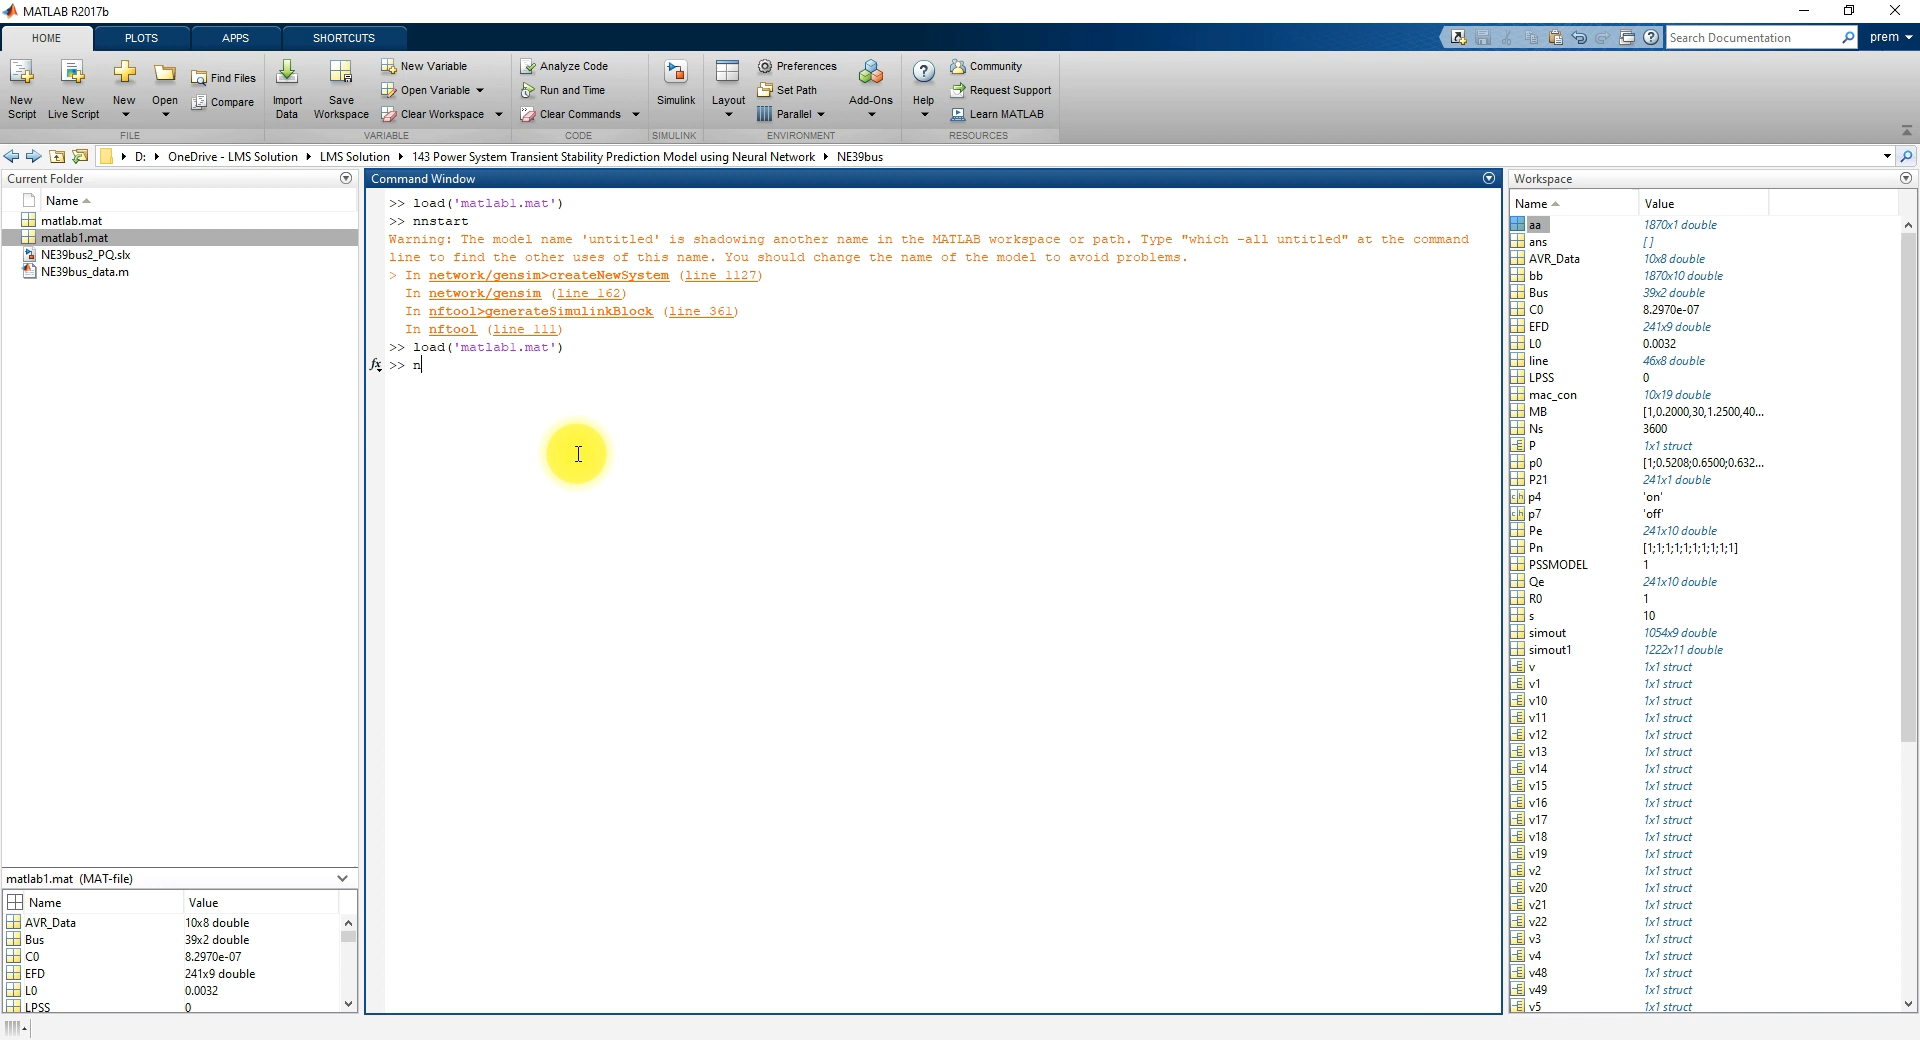 MATLAB R2017b
HOME
PLOTS
APPS
SHORTCUTS
Search Documentation
prem
New Script
New Live Script
New
Open
Find Files
Compare
FILE
Import Data
Save Workspace
New Variable
Open Variable
Clear Workspace
VARIABLE
Analyze Code
Run and Time
Clear Commands
CODE
Simulink
SIMULINK
Layout
Preferences
Set Path
Parallel
Add-Ons
ENVIRONMENT
Help
Community
Request Support
Learn MATLAB
RESOURCES
D: OneDrive - LMS Solution LMS Solution 143 Power System Transient Stability Prediction Model using Neural Network NE39bus
Current Folder
Name
matlab.mat
matlab1.mat
NE39bus2_PQ.slx
NE39bus_data.m
matlab1.mat (MAT-file)
Name Value
AVR_Data 10x8 double
Bus 39x2 double
C0 8.2970e-07
EFD 241x9 double
L0 0.0032
LPSS 0
Command Window
>> load('matlab1.mat')
>> nnstart
Warning: The model name 'untitled' is shadowing another name in the MATLAB workspace or path. Type "which -all untitled" at the command
line to find the other uses of this name. You should change the name of the model to avoid problems.
> In network/gensim>createNewSystem (line 1127)
In network/gensim (line 162)
In nftool>generateSimulinkBlock (line 361)
In nftool (line 111)
>> load('matlab1.mat')
fx >> n
Workspace
Name Value
aa 1870x1 double
ans []
AVR_Data 10x8 double
bb 1870x10 double
Bus 39x2 double
C0 8.2970e-07
EFD 241x9 double
L0 0.0032
line 46x8 double
LPSS 0
mac_con 10x19 double
MB [1,0.2000,30,1.2500,40...
Ns 3600
P 1x1 struct
p0 [1;0.5208;0.6500;0.632...
P21 241x1 double
p4 'on'
p7 'off'
Pe 241x10 double
Pn [1;1;1;1;1;1;1;1;1;1]
PSSMODEL 1
Qe 241x10 double
R0 1
s 10
simout 1054x9 double
simout1 1222x11 double
v 1x1 struct
v1 1x1 struct
v10 1x1 struct
v11 1x1 struct
v12 1x1 struct
v13 1x1 struct
v14 1x1 struct
v15 1x1 struct
v16 1x1 struct
v17 1x1 struct
v18 1x1 struct
v19 1x1 struct
v2 1x1 struct
v20 1x1 struct
v21 1x1 struct
v22 1x1 struct
v3 1x1 struct
v4 1x1 struct
v48 1x1 struct
v49 1x1 struct
v5 1x1 struct